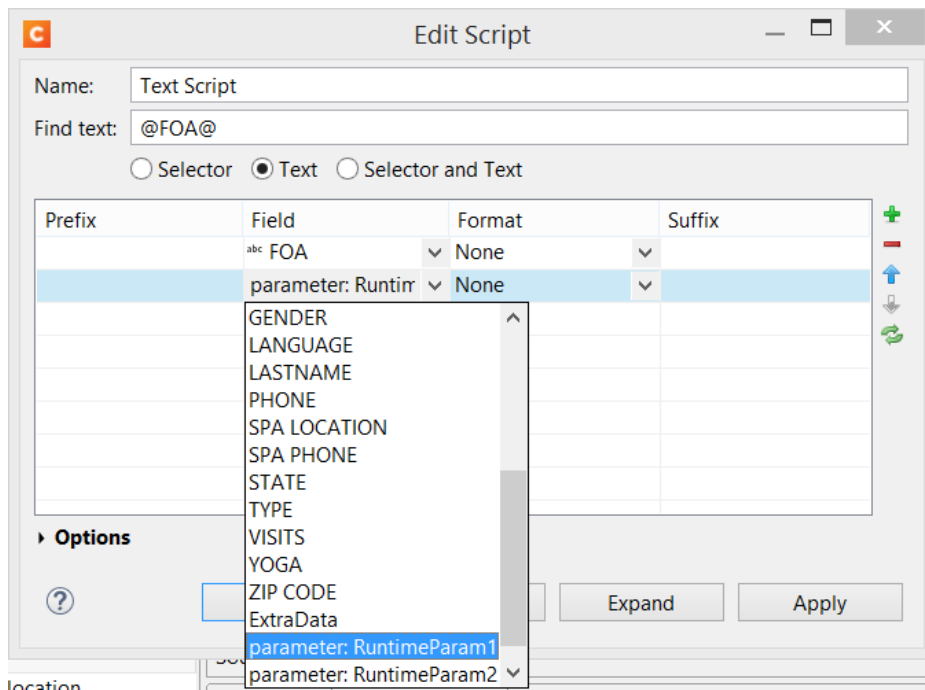 C
Edit Script
Name: Text Script
Find text: @FOA@
Selector Text Selector and Text
Prefix Field Format Suffix
abc FOA None
parameter: Runtim None
GENDER
LANGUAGE
LASTNAME
PHONE
SPA LOCATION
SPA PHONE
STATE
TYPE
VISITS
YOGA
ZIP CODE
ExtraData
parameter: RuntimeParam1
parameter: RuntimeParam2
Options
? Expand Apply
location